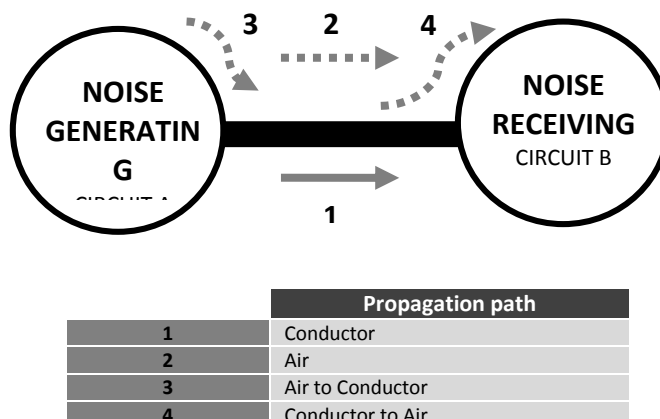 3 2 4
NOISE
GENERATIN
G
NOISE
RECEIVING
CIRCUIT B
1
Propagation path
1 Conductor
2 Air
3 Air to Conductor
4 Conductor to Air